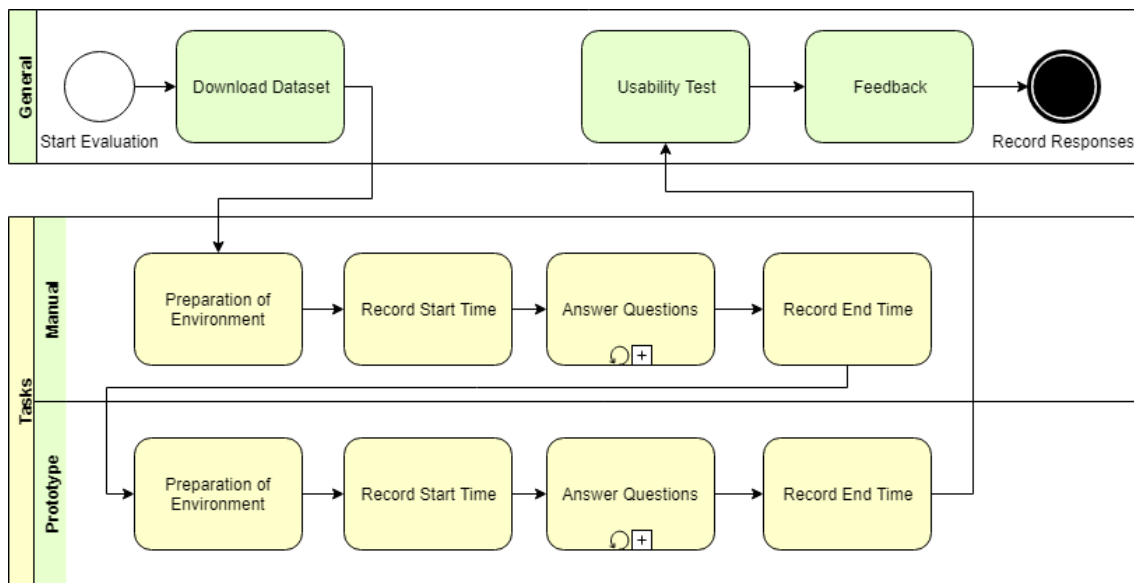 General
Start Evaluation
Download Dataset
Usability Test
Feedback
Record Responses
Tasks
Manual
Preparation of
Environment
Record Start Time
Answer Questions
+
Record End Time
Prototype
Preparation of
Environment
Record Start Time
Answer Questions
+
Record End Time